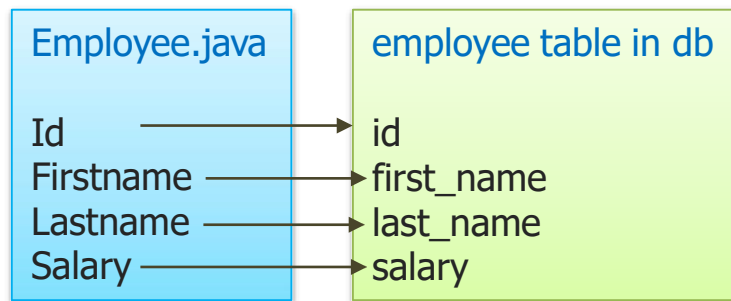 Employee.java
Id
Firstname
Lastname
Salary
employee table in db
id
first_name
last_name
salary